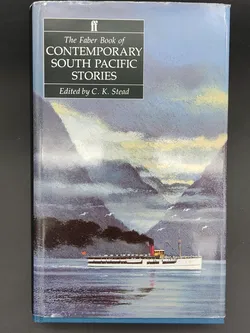 ff
The Faber Book of
CONTEMPORARY
SOUTH PACIFIC
STORIES
Edited by C. K. Stead